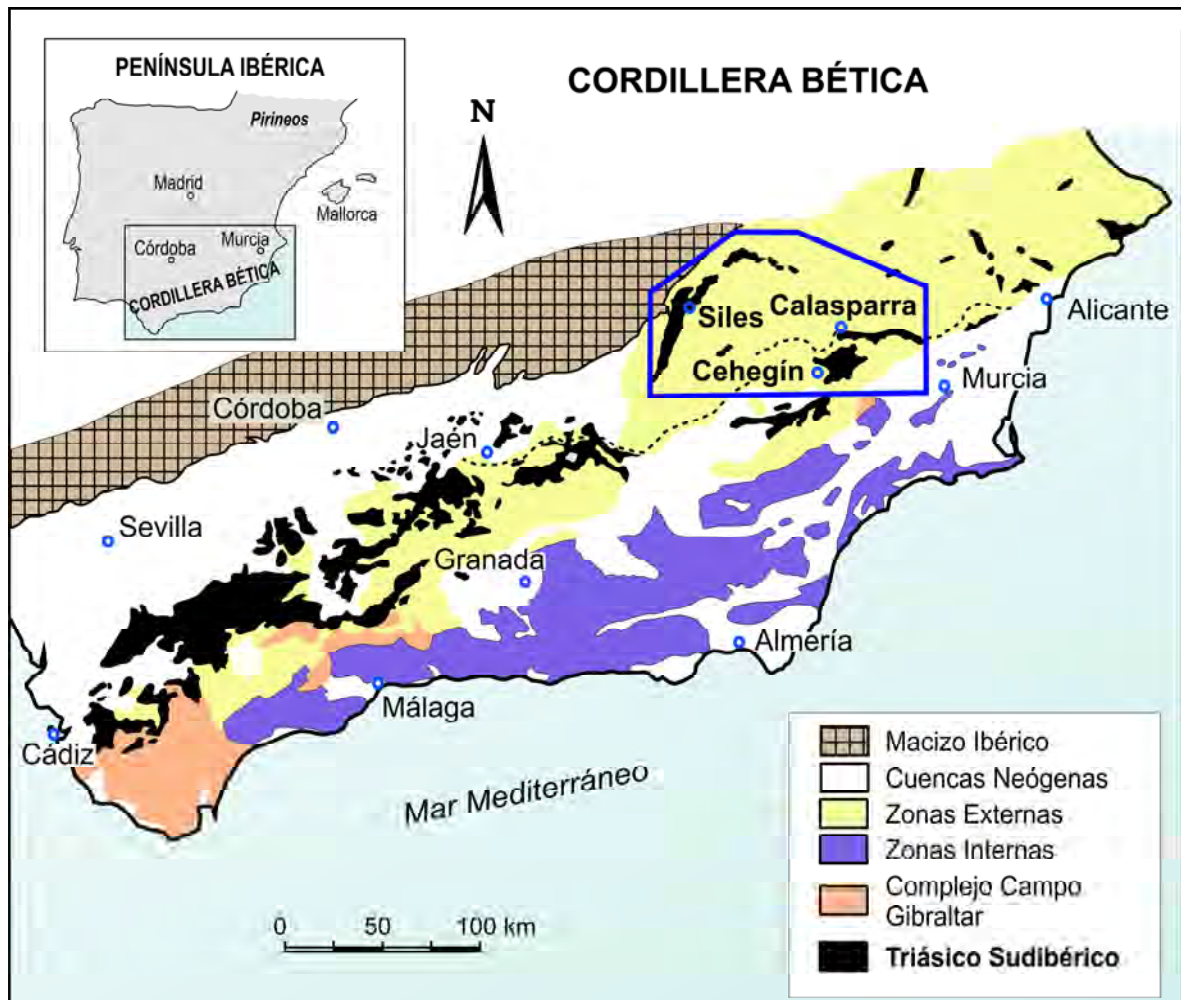 PENÍNSULA IBÉRICA
Pirineos
Madrid
Mallorca
Córdoba
Murcia
CORDILLERA BÉTICA
CORDILLERA BÉTICA
N
Siles
Calasparra
Cehegín
Alicante
Murcia
Córdoba
Jaén
Sevilla
Granada
Almería
Málaga
Cádiz
Mar Mediterráneo
0 50 100 km
Macizo Ibérico
Cuencas Neógenas
Zonas Externas
Zonas Internas
Complejo Campo
Gibraltar
Triásico Sudibérico